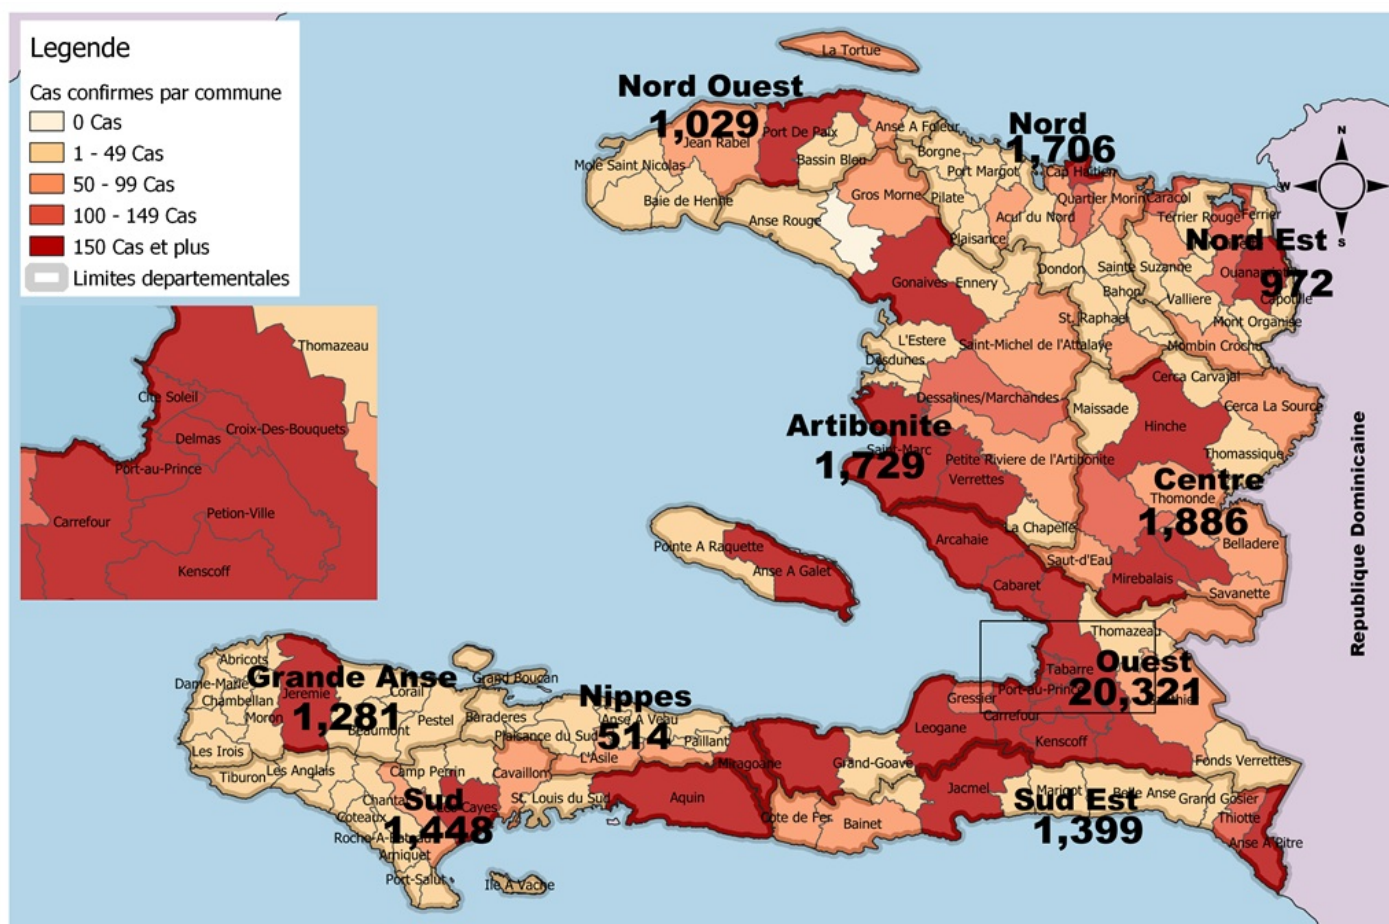 Legende
Cas confirmes par commune
0 Cas
1 - 49 Cas
50 - 99 Cas
100 - 149 Cas
150 Cas et plus
Limites departementales
Thomazeau
Cite Soleil
Delmas
Croix-Des-Bouquets
Port-au-Prince
Petion-Ville
Carrefour
Kenscoff
La Tortue
Nord Ouest
1,029
Port De Paix
Jean Rabel
Anse A Foleur
Mole Saint Nicolas
Bassin Bleu
Baie de Henne
Anse Rouge
Gros Morne
Nord
1,706
Cap Haitien
Borgne
Port Margot
Pilate
Acul du Nord
Plaisance
Quartier Morin
Caracol
Terrier Rouge
Ferrier
Nord Est
972
N
W
S
Gonaives
Ennery
Dondon
Sainte Suzanne
Bahon
Valliere
Capotille
Mont Organise
St. Raphael
Mombin Crochu
L'Estere
Saint-Michel de l'Attalaye
Desdunes
Cerca Carvajal
Dessalines/Marchandes
Maissade
Cerca La Source
Hinche
Artibonite
1,729
Saint-Marc
Petite Riviere de l'Artibonite
Verrettes
Thomassique
Centre
1,886
Thomonde
La Chapelle
Belladere
Arcahaie
Saut-d'Eau
Mirebalais
Cabaret
Savanette
Republique Dominicaine
Pointe A Raquette
Anse A Galet
Thomazeau
Ouest
20,321
Tabarre
Port-au-Prince
Gressier
Carrefour
Leogane
Kenscoff
Fonds Verrettes
Grand-Goave
Abricots
Grande Anse
1,281
Dame-Marie
Chambellan
Jeremie
Corail
Moron
Pestel
Beaumont
Les Irois
Grand Boucan
Nippes
514
Baraderes
Anse A Veau
Plaisance du Sud
Paillant
L'Asile
Miragoane
Tiburon
Les Anglais
Camp Perrin
Cavaillon
Sud
1,448
St. Louis du Sud
Aquin
Coteaux
Arniquet
Port-Salut
Ile A Vache
Cote de Fer
Bainet
Jacmel
Sud Est
1,399
Marigot
Belle Anse
Grand Gosier
Thiotte
Anse A Pitre